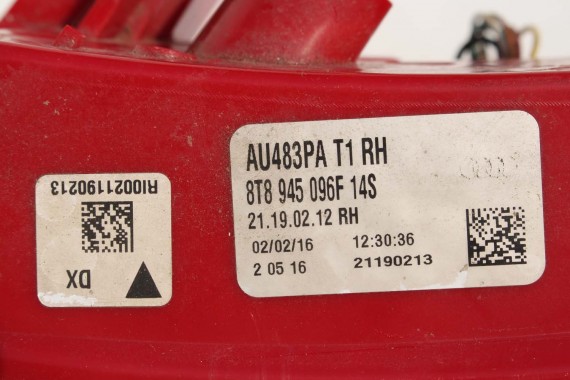 AU483PA T1 RH
8T8 945 096F 14S
21.19.02.12 RH
02/02/16 12:30:36
2 05 16 21190213
RI0021190213
DX